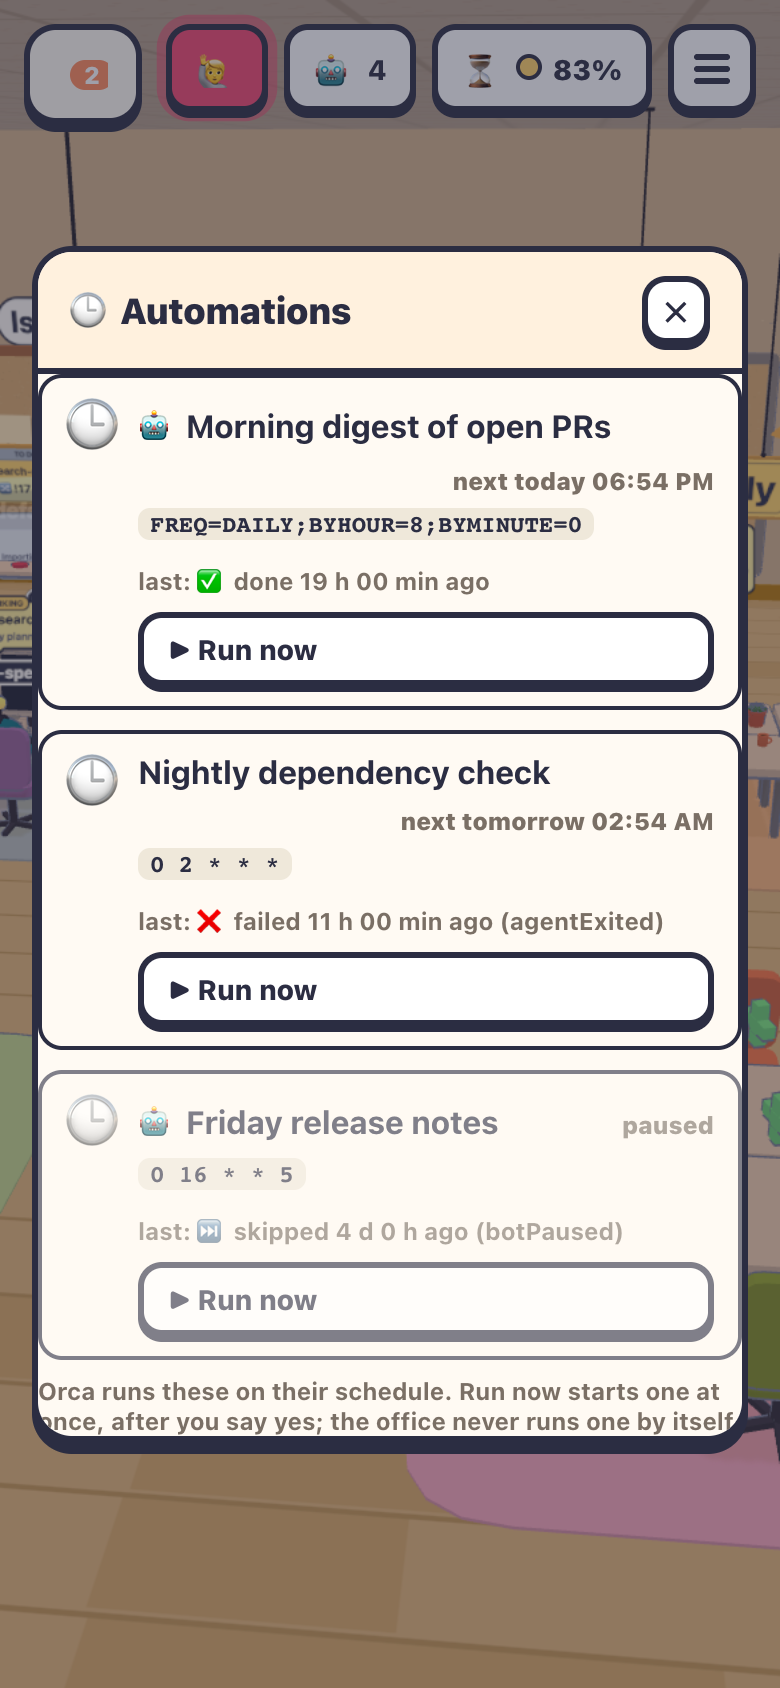 2
4
83%
Automations
Morning digest of open PRs
next today 06:54 PM
FREQ=DAILY;BYHOUR=8;BYMINUTE=0
last: ✅ done 19 h 00 min ago
▶ Run now
Nightly dependency check
next tomorrow 02:54 AM
0 2 * * *
last: ❌ failed 11 h 00 min ago (agentExited)
▶ Run now
Friday release notes
paused
0 16 * * 5
last: ⏭ skipped 4 d 0 h ago (botPaused)
▶ Run now
Orca runs these on their schedule. Run now starts one at
once, after you say yes; the office never runs one by itself